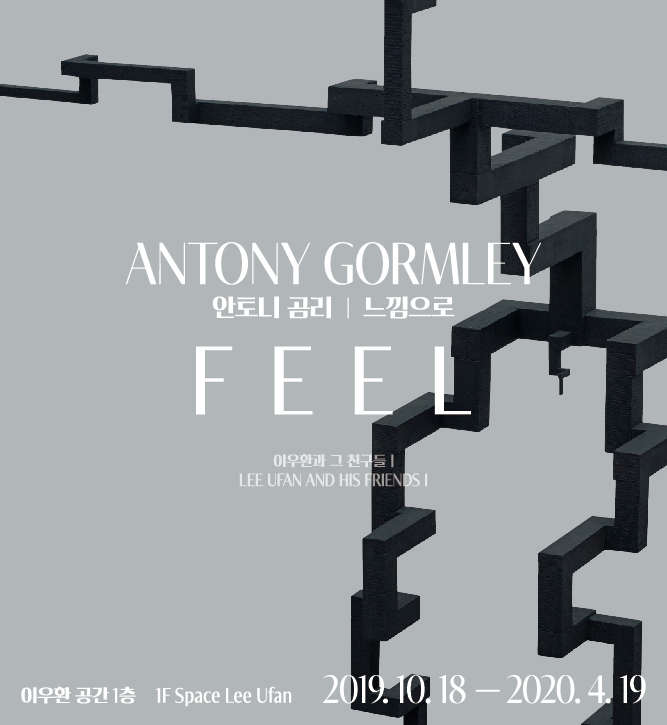 ANTONY GORMLEY
안토니 곰리 | 느낌으로
FEEL
이우환과 그 친구들 I
LEE UFAN AND HIS FRIENDS I
이우환 공간 1층 1F Space Lee Ufan 2019. 10. 18 — 2020. 4. 19